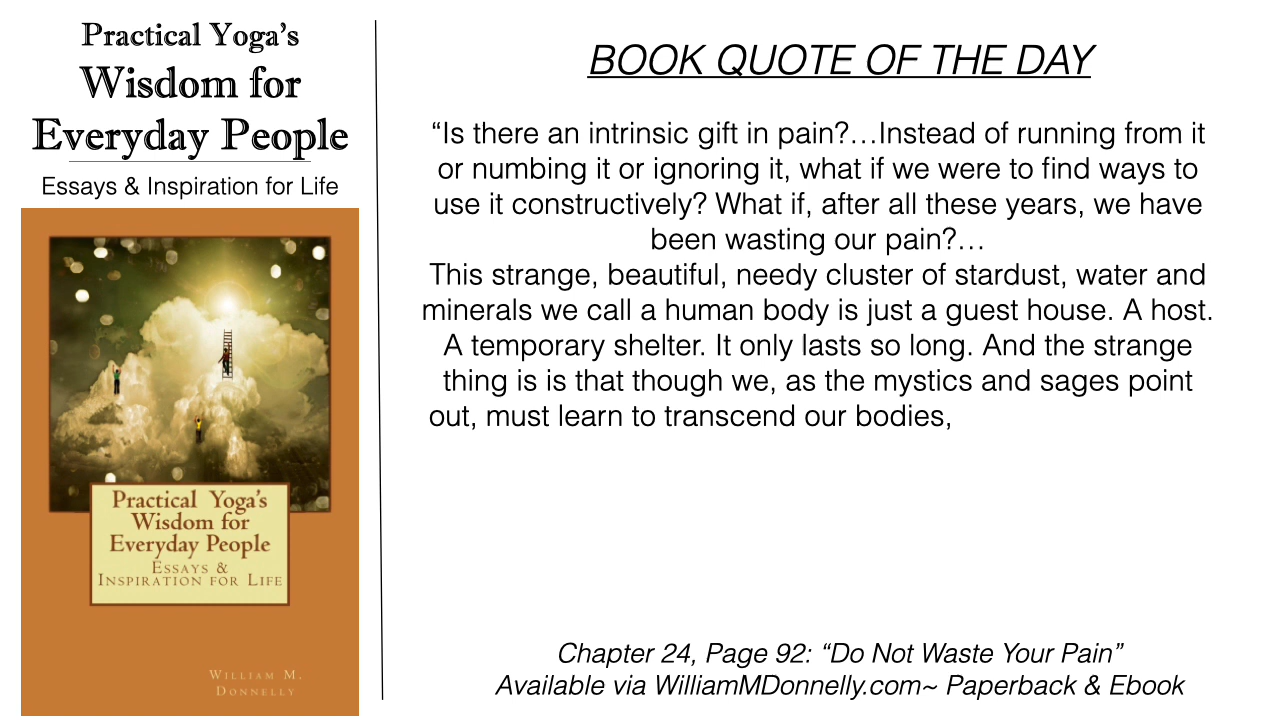 Practical Yoga's
Wisdom for
Everyday People
Essays & Inspiration for Life
Practical Yoga's
Wisdom for
Everyday People
Essays &
Inspiration for Life
William M.
Donnelly
BOOK QUOTE OF THE DAY
“Is there an intrinsic gift in pain?…Instead of running from it
or numbing it or ignoring it, what if we were to find ways to
use it constructively? What if, after all these years, we have
been wasting our pain?…
This strange, beautiful, needy cluster of stardust, water and
minerals we call a human body is just a guest house. A host.
A temporary shelter. It only lasts so long. And the strange
thing is is that though we, as the mystics and sages point
out, must learn to transcend our bodies,
Chapter 24, Page 92: “Do Not Waste Your Pain”
Available via WilliamMDonnelly.com~ Paperback & Ebook